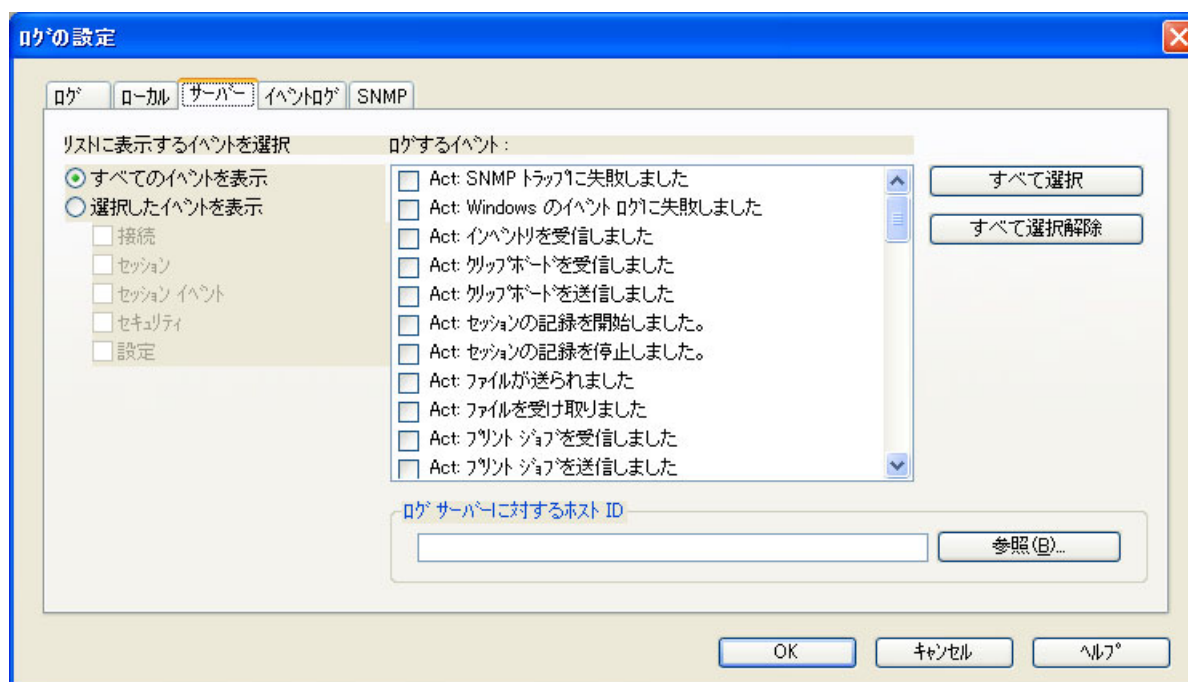 ログの設定
ログ ローカル サーバー イベントログ SNMP
リストに表示するイベントを選択
すべてのイベントを表示
選択したイベントを表示
接続
セッション
セッション イベント
セキュリティ
設定
ログするイベント :
Act: SNMP トラップに失敗しました
Act: Windows のイベント ログに失敗しました
Act: インベントリを受信しました
Act: クリップボードを受信しました
Act: クリップボードを送信しました
Act: セッションの記録を開始しました。
Act: セッションの記録を停止しました。
Act: ファイルが送られました
Act: ファイルを受け取りました
Act: プリント ジョブを受信しました
Act: プリント ジョブを送信しました
すべて選択
すべて選択解除
ログ サーバーに対するホスト ID
参照(B)...
OK キャンセル ヘルプ